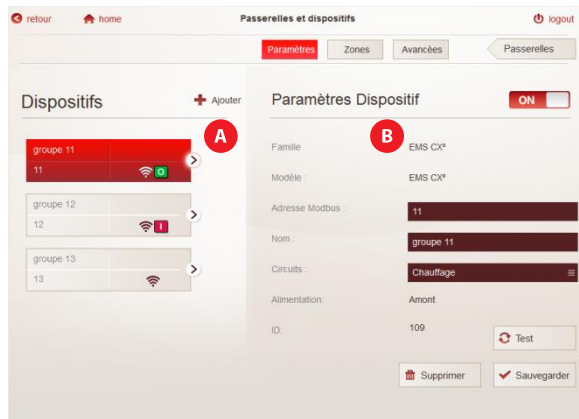 retour
home
Passerelles et dispositifs
logout
Paramètres
Zones
Avancées
Passerelles
Dispositifs
Ajouter
Paramètres Dispositif
ON
A
B
groupe 11
11
O
groupe 12
12
I
groupe 13
13
Famille
EMS CX³
Modèle :
EMS CX³
Adresse Modbus :
11
Nom :
groupe 11
Circuits :
Chauffage
Alimentation:
Amont
ID:
109
Test
Supprimer
Sauvegarder